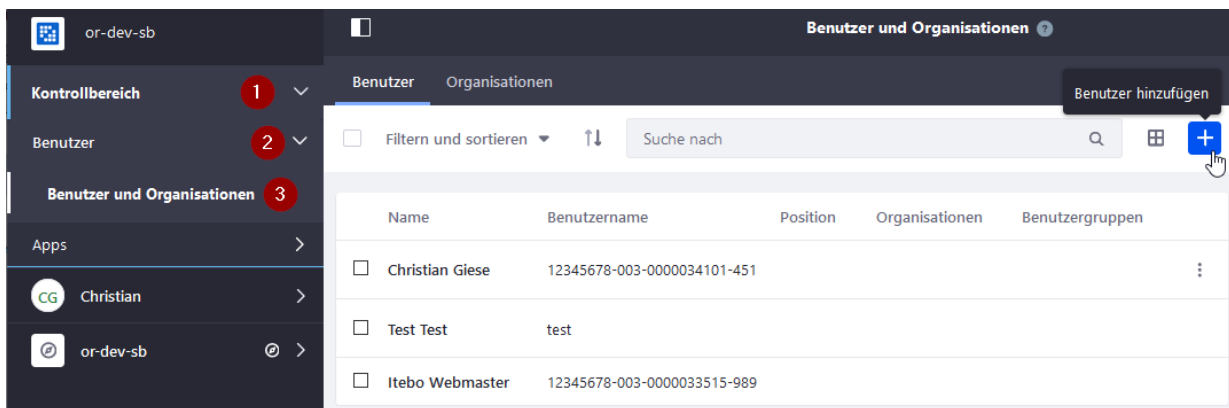 or-dev-sb
Kontrollbereich 1
Benutzer 2
Benutzer und Organisationen 3
Apps
CG Christian
or-dev-sb
Benutzer und Organisationen ?
Benutzer Organisationen
Benutzer hinzufügen
Filtern und sortieren Suche nach
Name Benutzername Position Organisationen Benutzergruppen
Christian Giese 12345678-003-0000034101-451
Test Test test
Itebo Webmaster 12345678-003-0000033515-989